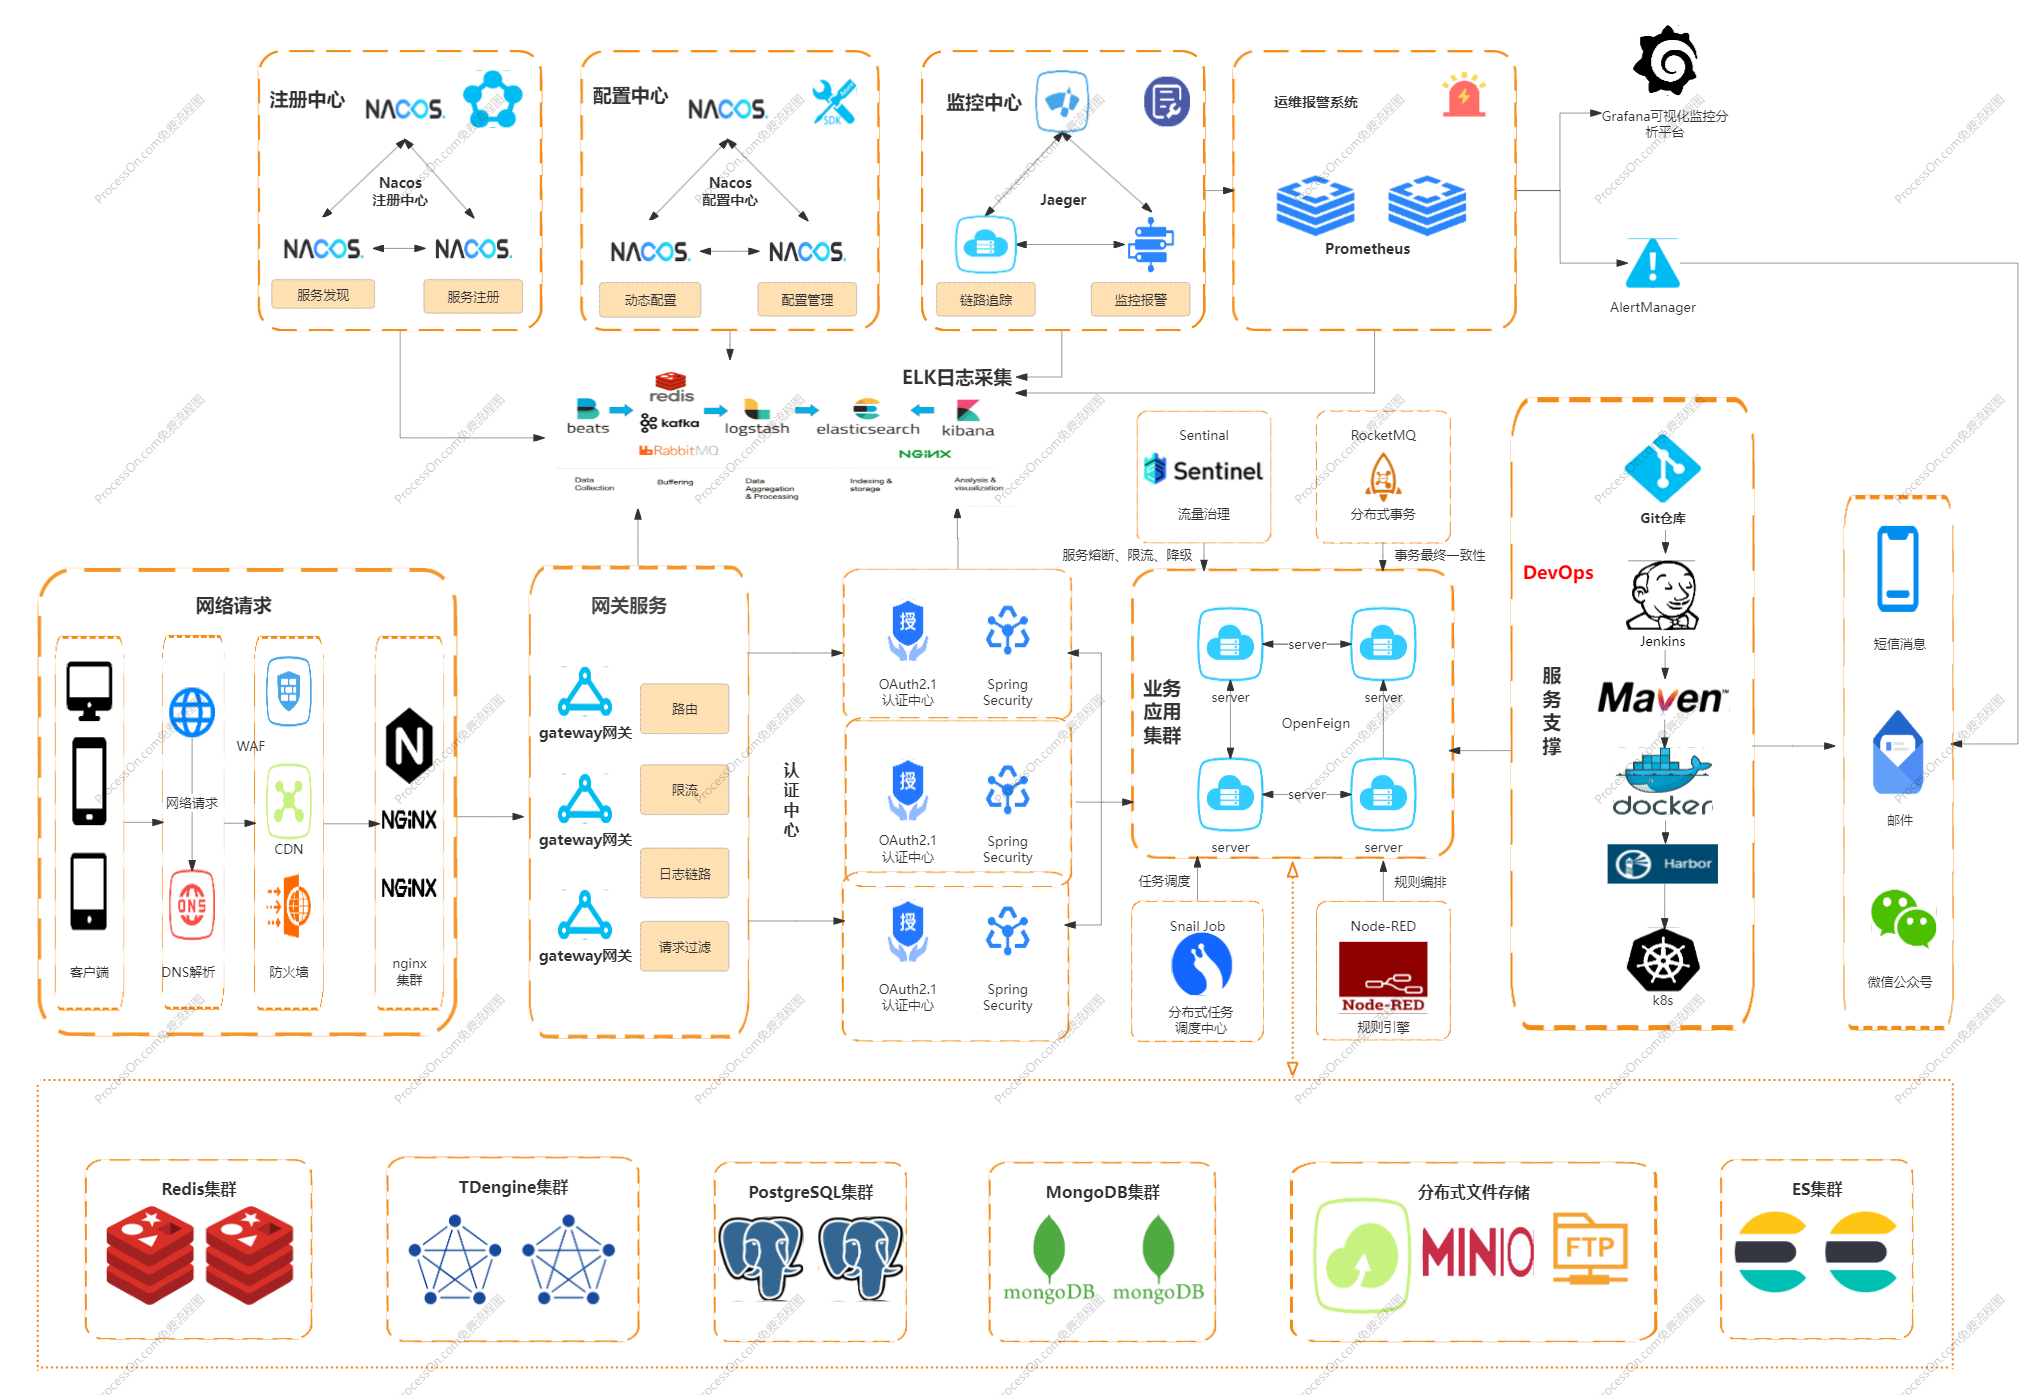 注册中心
NACOS.
Nacos
注册中心
NACOS.
NACOS.
服务发现
服务注册
配置中心
NACOS.
SDK
Nacos
配置中心
NACOS.
NACOS.
动态配置
配置管理
监控中心
Jaeger
链路追踪
监控报警
运维报警系统
Prometheus
Grafana可视化监控分
析平台
AlertManager
ELK日志采集
redis
beats
kafka
logstash
elasticsearch
kibana
RabbitMQ
NGINX
Data
Collection
Buffering
Data
Aggregation
& Processing
Indexing &
storage
Analysis &
visualization
Sentinal
Sentinel
流量治理
服务熔断、限流、降级
RocketMQ
分布式事务
事务最终一致性
网络请求
客户端
网络请求
DNS
DNS解析
WAF
CDN
防火墙
N
NGINX
NGINX
nginx
集群
网关服务
gateway网关
gateway网关
gateway网关
路由
限流
日志链路
请求过滤
认
证
中
心
授
OAuth2.1
认证中心
Spring
Security
授
OAuth2.1
认证中心
Spring
Security
授
OAuth2.1
认证中心
Spring
Security
业务
应用
集群
server
server
server
OpenFeign
server
server
server
任务调度
规则编排
Snail Job
分布式任务
调度中心
Node-RED
Node-RED
规则引擎
DevOps
服
务
支
撑
Git仓库
Jenkins
Maven™
docker
Harbor
k8s
短信消息
邮件
微信公众号
Redis集群
TDengine集群
PostgreSQL集群
MongoDB集群
mongoDB
mongoDB
分布式文件存储
MINIO
FTP
ES集群
ProcessOn.com免费流程图